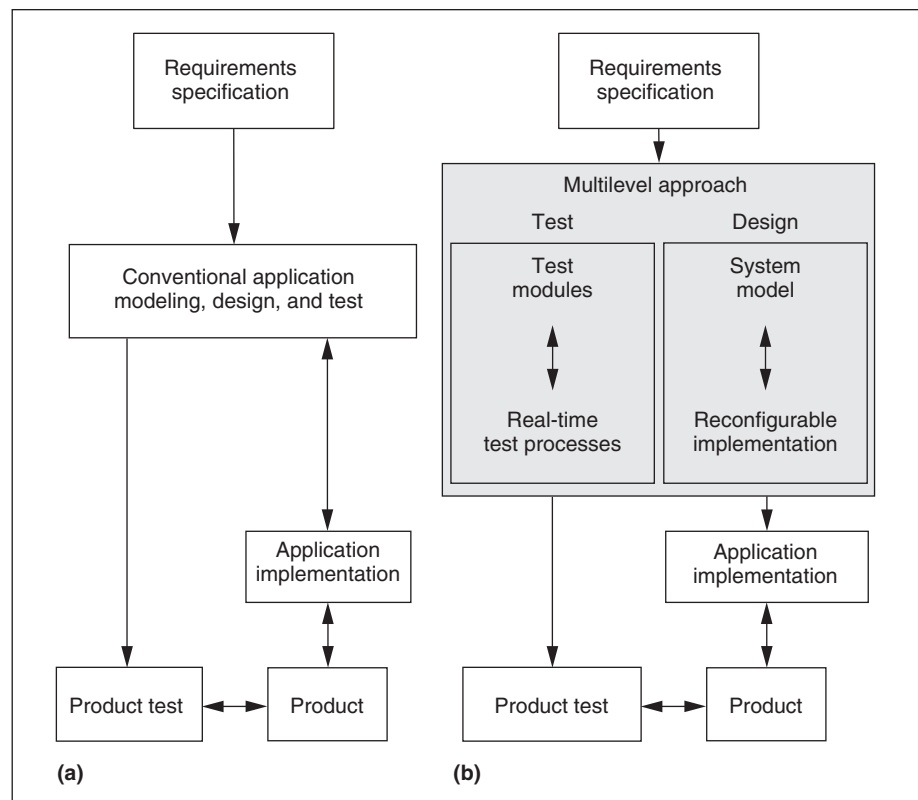 Requirements
specification
Conventional application
modeling, design, and test
Application
implementation
Product test
Product
(a)
Requirements
specification
Multilevel approach
Test
Design
Test
modules
System
model
Real-time
test processes
Reconfigurable
implementation
Application
implementation
Product test
Product
(b)